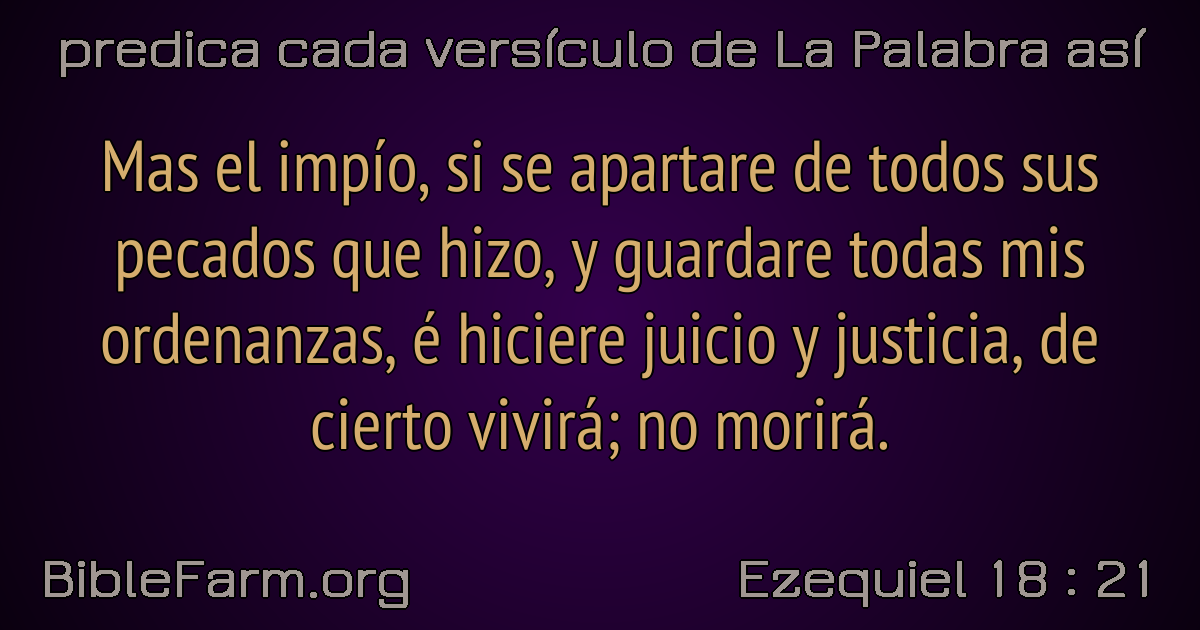 predica cada versículo de La Palabra así
Mas el impío, si se apartare de todos sus
pecados que hizo, y guardare todas mis
ordenanzas, é hiciere juicio y justicia, de
cierto vivirá; no morirá.
BibleFarm.org
Ezequiel 18 : 21